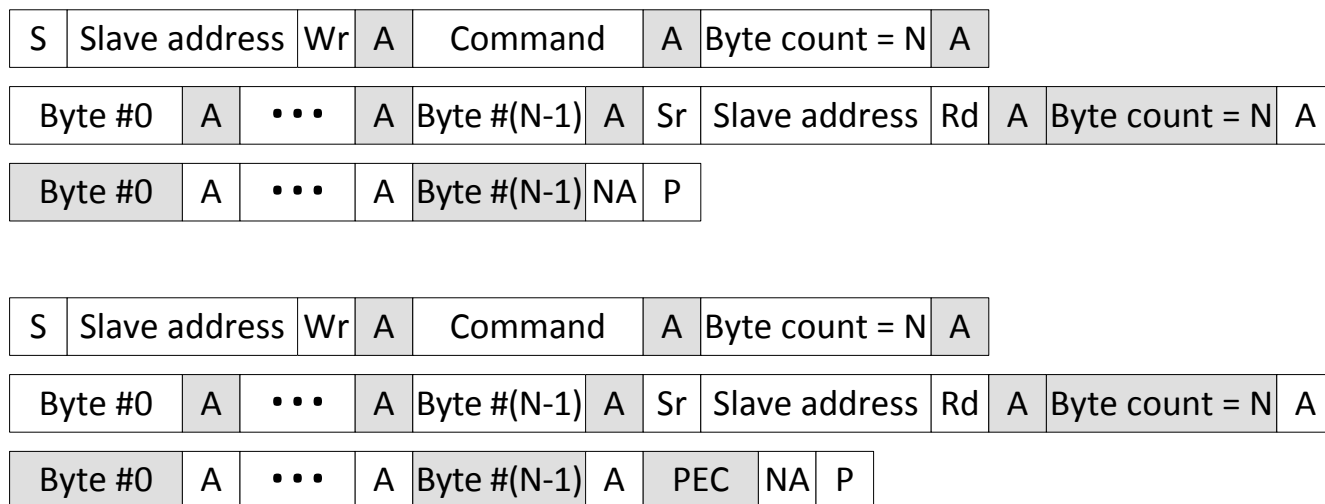 S Slave address Wr A Command A Byte count = N A
Byte #0 A ••• A Byte #(N-1) A Sr Slave address Rd A Byte count = N A
Byte #0 A ••• A Byte #(N-1) NA P
S Slave address Wr A Command A Byte count = N A
Byte #0 A ••• A Byte #(N-1) A Sr Slave address Rd A Byte count = N A
Byte #0 A ••• A Byte #(N-1) A PEC NA P